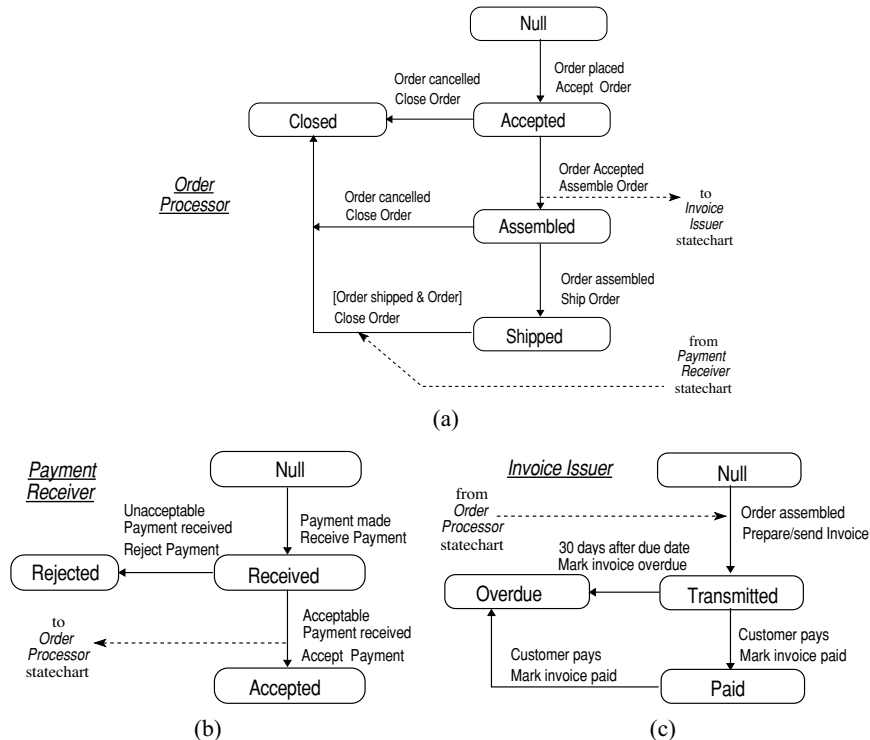 Null
Order placed
Accept Order
Order cancelled
Close Order
Closed
Accepted
Order
Processor
Order Accepted
Assemble Order
to
Invoice
Issuer
statechart
Order cancelled
Close Order
Assembled
Order assembled
Ship Order
[Order shipped & Order]
Close Order
Shipped
from
Payment
Receiver
statechart
(a)
Payment
Receiver
Null
Unacceptable
Payment received
Reject Payment
Payment made
Receive Payment
Rejected
Received
to
Order
Processor
statechart
Acceptable
Payment received
Accept Payment
Accepted
(b)
Invoice Issuer
Null
from
Order
Processor
statechart
Order assembled
Prepare/send Invoice
30 days after due date
Mark invoice overdue
Overdue
Transmitted
Customer pays
Mark invoice paid
Customer pays
Mark invoice paid
Paid
(c)